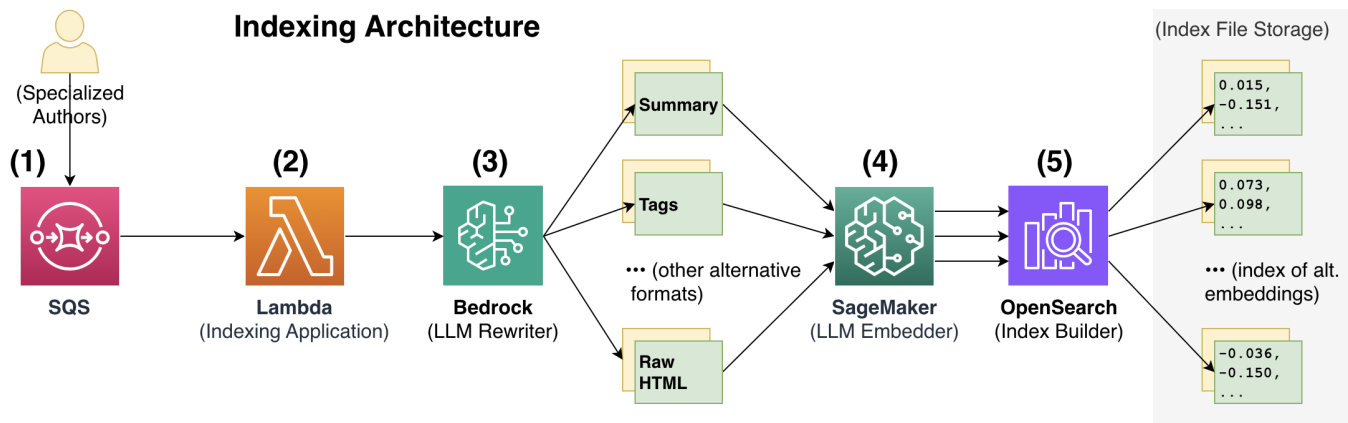 Indexing Architecture
(Index File Storage)
(Specialized
Authors)
(1)
(2)
(3)
(4)
(5)
SQS
Lambda
(Indexing Application)
Bedrock
(LLM Rewriter)
Summary
Tags
••• (other alternative
formats)
Raw
HTML
SageMaker
(LLM Embedder)
OpenSearch
(Index Builder)
0.015,
-0.151,
...
0.073,
0.098,
...
••• (index of alt.
embeddings)
-0.036,
-0.150,
...